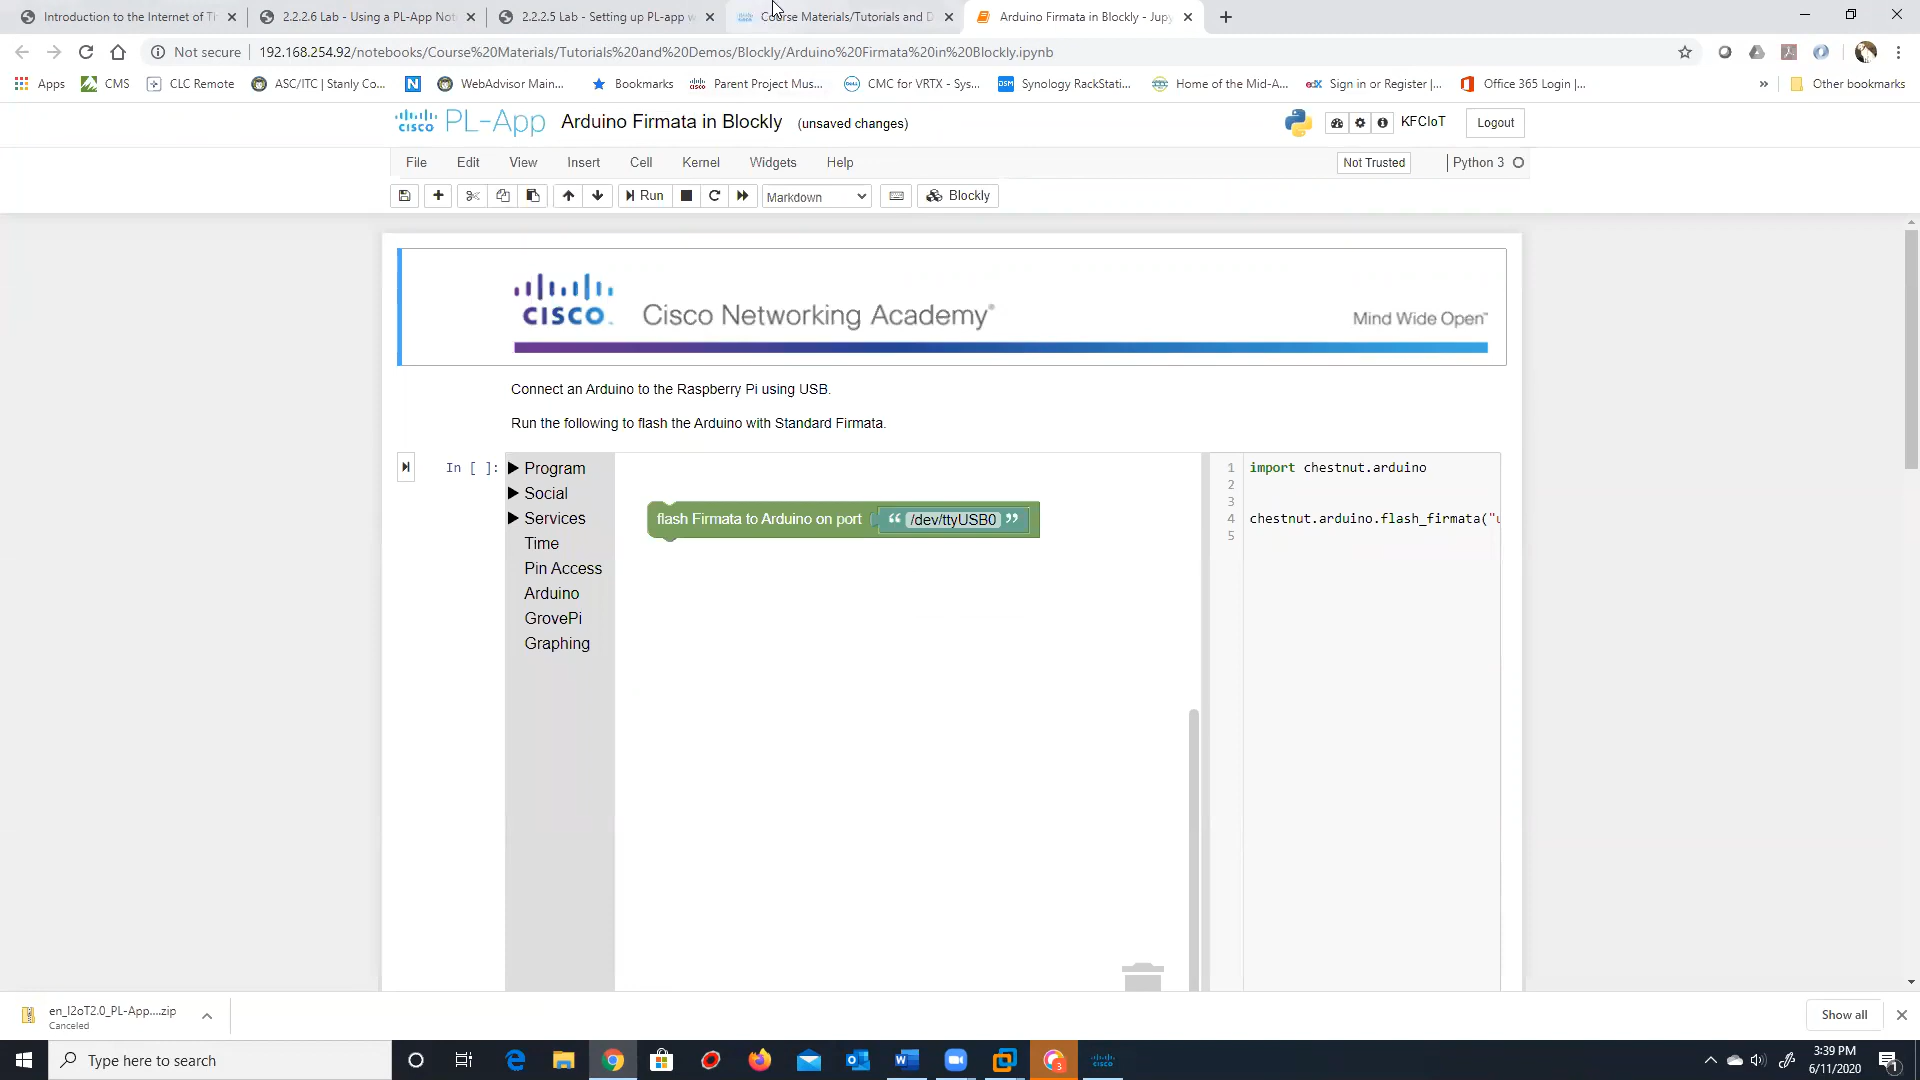 Introduction to the Internet of Ti
2.2.2.6 Lab - Using a PL-App Not
2.2.2.5 Lab - Setting up PL-app w
Course Materials/Tutorials and D
Arduino Firmata in Blockly - Jupy
Not secure
192.168.254.92/notebooks/Course%20Materials/Tutorials%20and%20Demos/Blockly/Arduino%20Firmata%20in%20Blockly.ipynb
Apps
CMS
CLC Remote
ASC/ITC | Stanly Co...
WebAdvisor Main...
Bookmarks
Parent Project Mus...
CMC for VRTX - Sys...
Synology RackStati...
Home of the Mid-A...
Sign in or Register |...
Office 365 Login |...
»
Other bookmarks
cisco PL-App
Arduino Firmata in Blockly
(unsaved changes)
KFCIoT
Logout
File
Edit
View
Insert
Cell
Kernel
Widgets
Help
Not Trusted
Python 3
Run
Markdown
Blockly
CISCO
Cisco Networking Academy®
Mind Wide Open™
Connect an Arduino to the Raspberry Pi using USB.
Run the following to flash the Arduino with Standard Firmata.
In [ ]:
Program
Social
Services
Time
Pin Access
Arduino
GrovePi
Graphing
flash Firmata to Arduino on port “ /dev/ttyUSB0 ”
1 import chestnut.arduino
2
3
4 chestnut.arduino.flash_firmata("u
5
en_I2oT2.0_PL-App....zip
Canceled
Show all
Type here to search
3
3:39 PM
6/11/2020
1